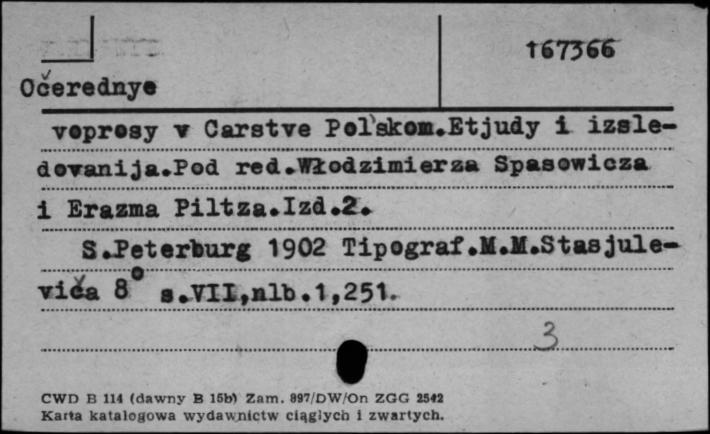 167366
Očerednye
voprosy v Carstve Pol'skom.Etjudy i izsle-
dovanija.Pod red.Włodzimierza Spasowicza
i Erazma Piltza.Izd.2.
S.Peterburg 1902 Tipograf.M.M.Stasjule-
viča 8° s.VII,nlb.1,251.
3
CWD B 114 (dawny B 15b) Zam. 897/DW/On ZGG 2542
Karta katalogowa wydawnictw ciągłych i zwartych.